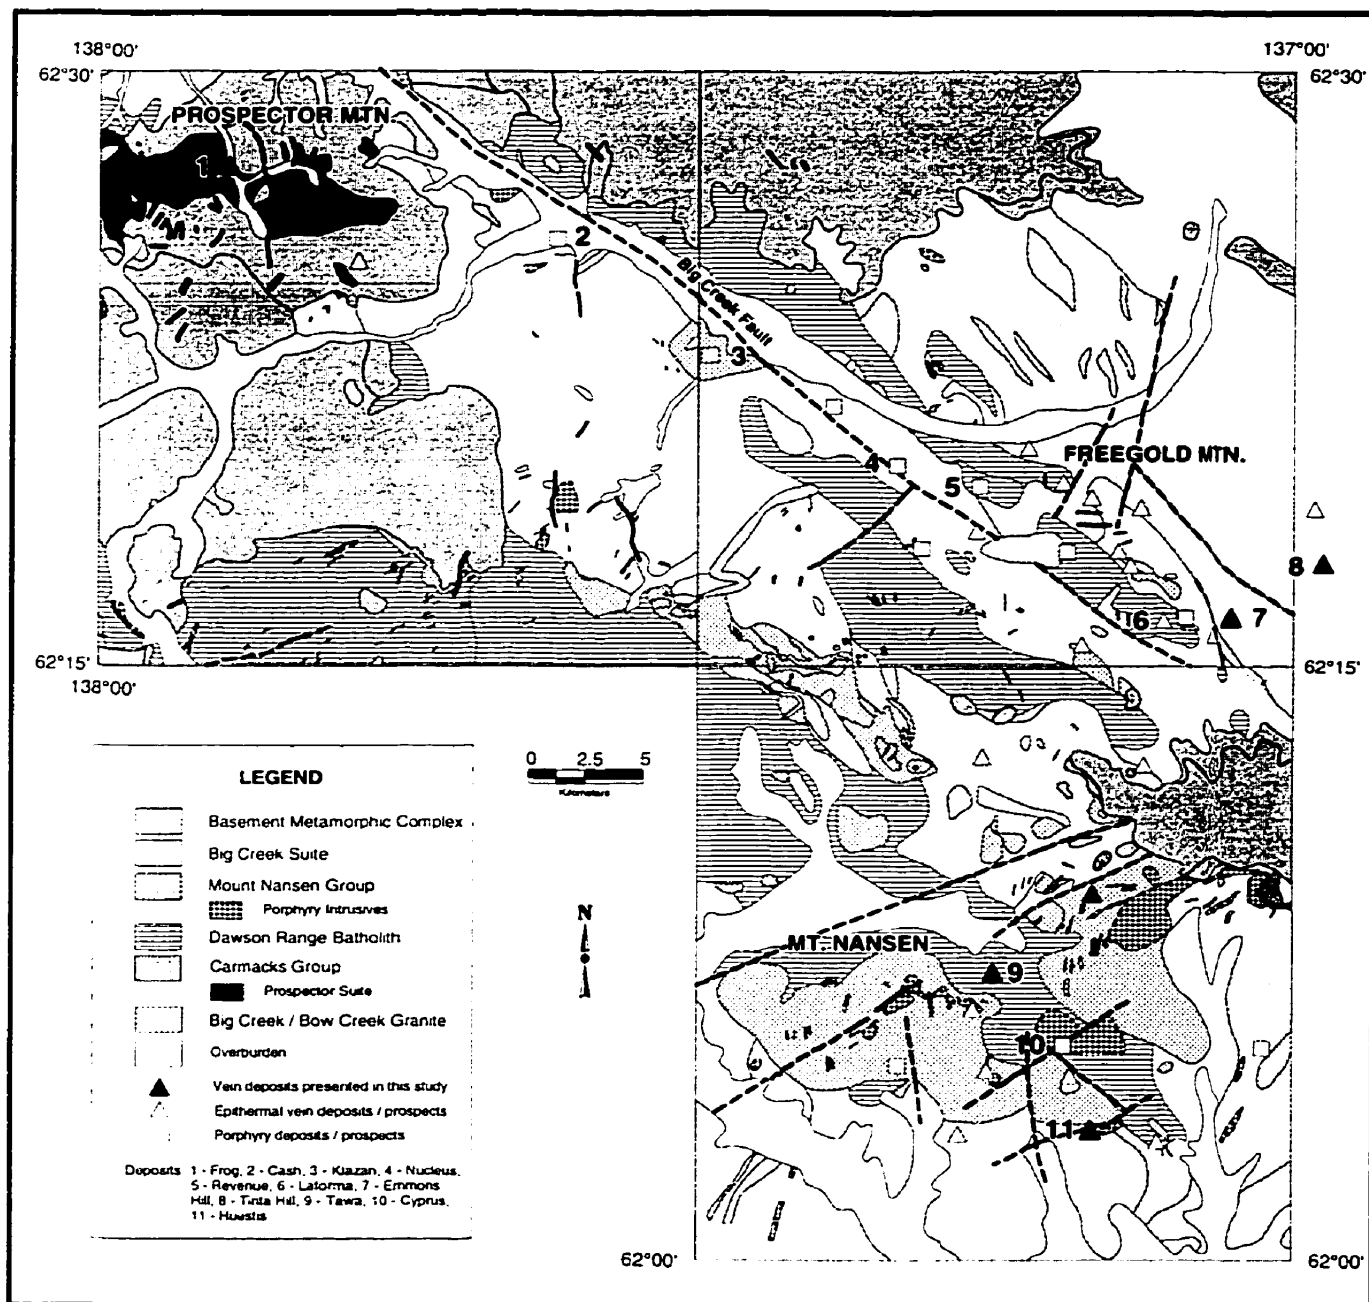 138°00'
137°00'
62°30'
62°30'
PROSPECTOR MTN.
1
2
Big Creek Fault
3
4
FREEGOLD MTN.
5
8
6
7
62°15'
62°15'
138°00'
0 2.5 5
Kilometers
LEGEND
Basement Metamorphic Complex
Big Creek Suite
Mount Nansen Group
Porphyry Intrusives
Dawson Range Batholith
Carmacks Group
Prospector Suite
Big Creek / Bow Creek Granite
Overburden
Vein deposits presented in this study
Epithermal vein deposits / prospects
Porphyry deposits / prospects
Deposits 1 - Frog, 2 - Cash, 3 - Klazan, 4 - Nucleus,
5 - Revenue, 6 - Laforma, 7 - Emmons
Hill, 8 - Tinta Hill, 9 - Tawa, 10 - Cyprus,
11 - Huestis
N
MT. NANSEN
9
10
11
62°00'
62°00'